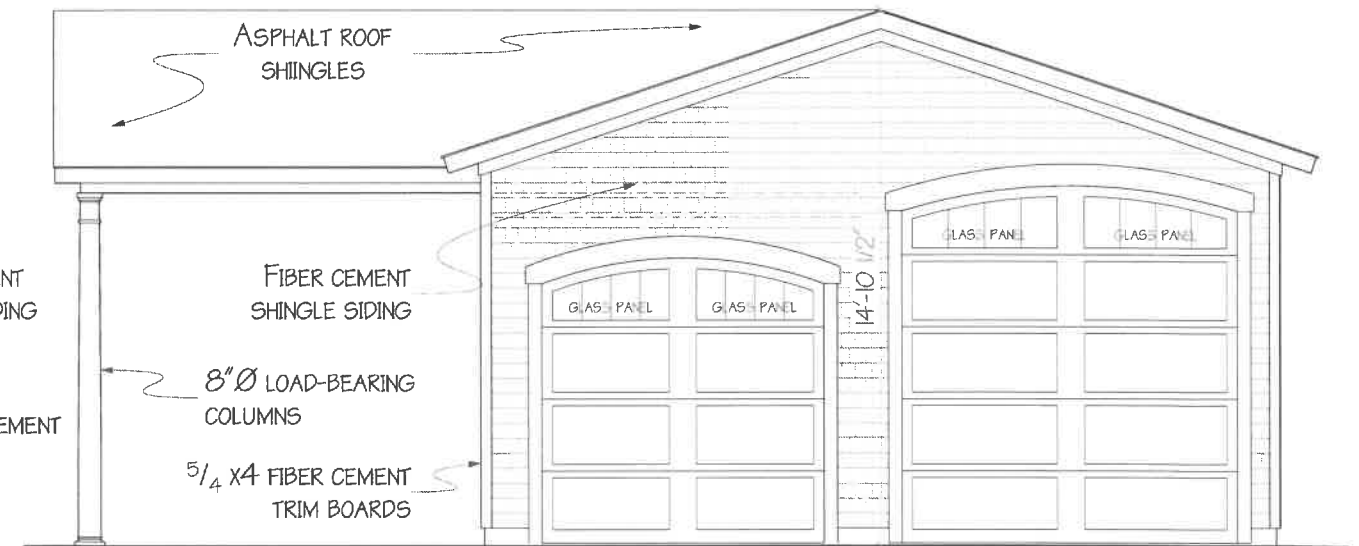 ASPHALT ROOF
SHIINGLES
FIBER CEMENT
SHINGLE SIDING
GLASS PANEL
GLASS PANEL
GLASS PANEL
GLASS PANEL
14'-10 1/2"
8"Ø LOAD-BEARING
COLUMNS
5/4 X4 FIBER CEMENT
TRIM BOARDS